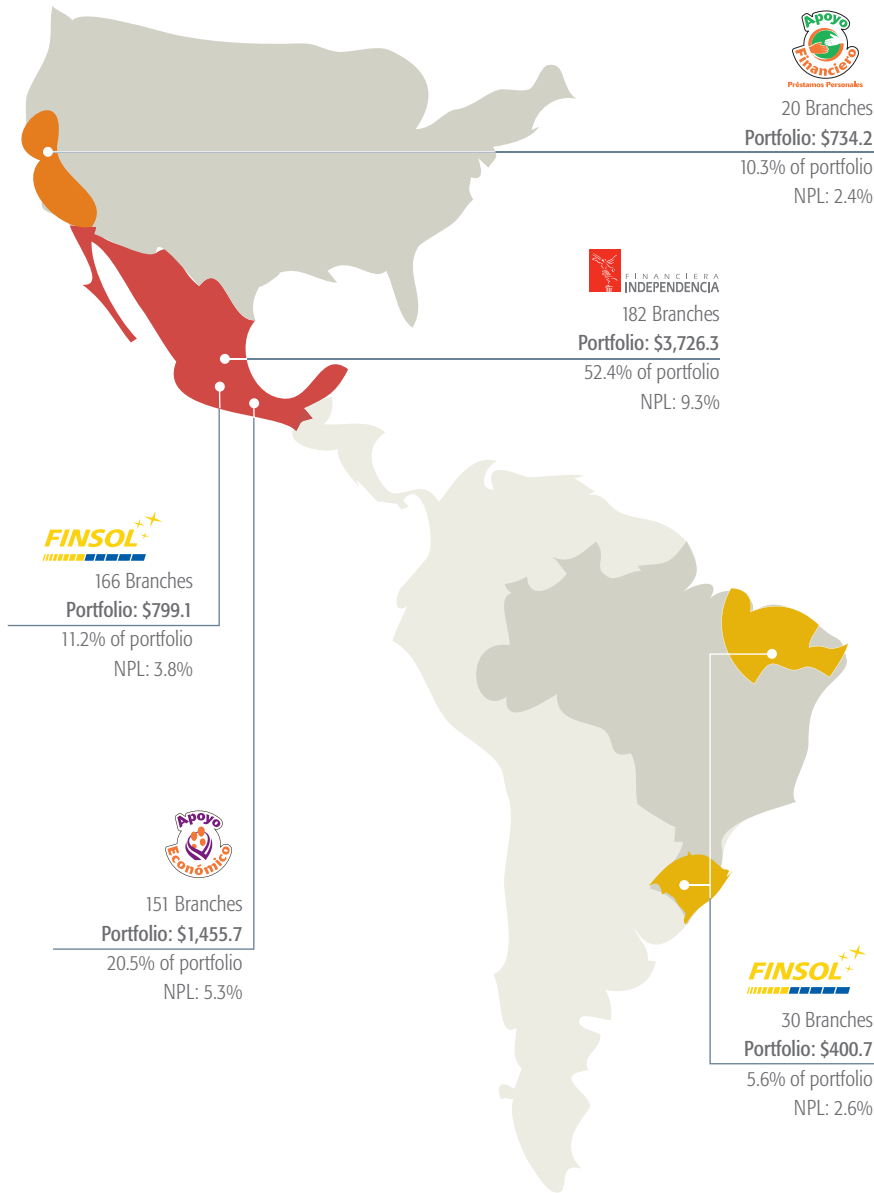 Apoyo
Financiero
Préstamos Personales
20 Branches
Portfolio: $734.2
10.3% of portfolio
NPL: 2.4%
FINANCIERA
INDEPENDENCIA
182 Branches
Portfolio: $3,726.3
52.4% of portfolio
NPL: 9.3%
FINSOL
166 Branches
Portfolio: $799.1
11.2% of portfolio
NPL: 3.8%
Apoyo
Económico
151 Branches
Portfolio: $1,455.7
20.5% of portfolio
NPL: 5.3%
FINSOL
30 Branches
Portfolio: $400.7
5.6% of portfolio
NPL: 2.6%